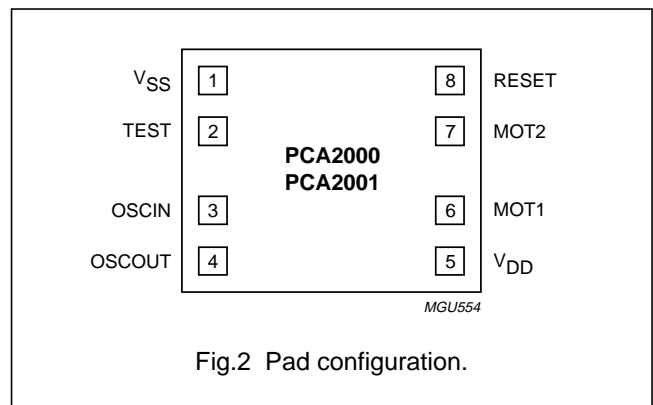 VSS 1 8 RESET
TEST 2 7 MOT2
PCA2000
PCA2001
OSCIN 3 6 MOT1
OSCOUT 4 5 VDD
MGU554
Fig.2 Pad configuration.